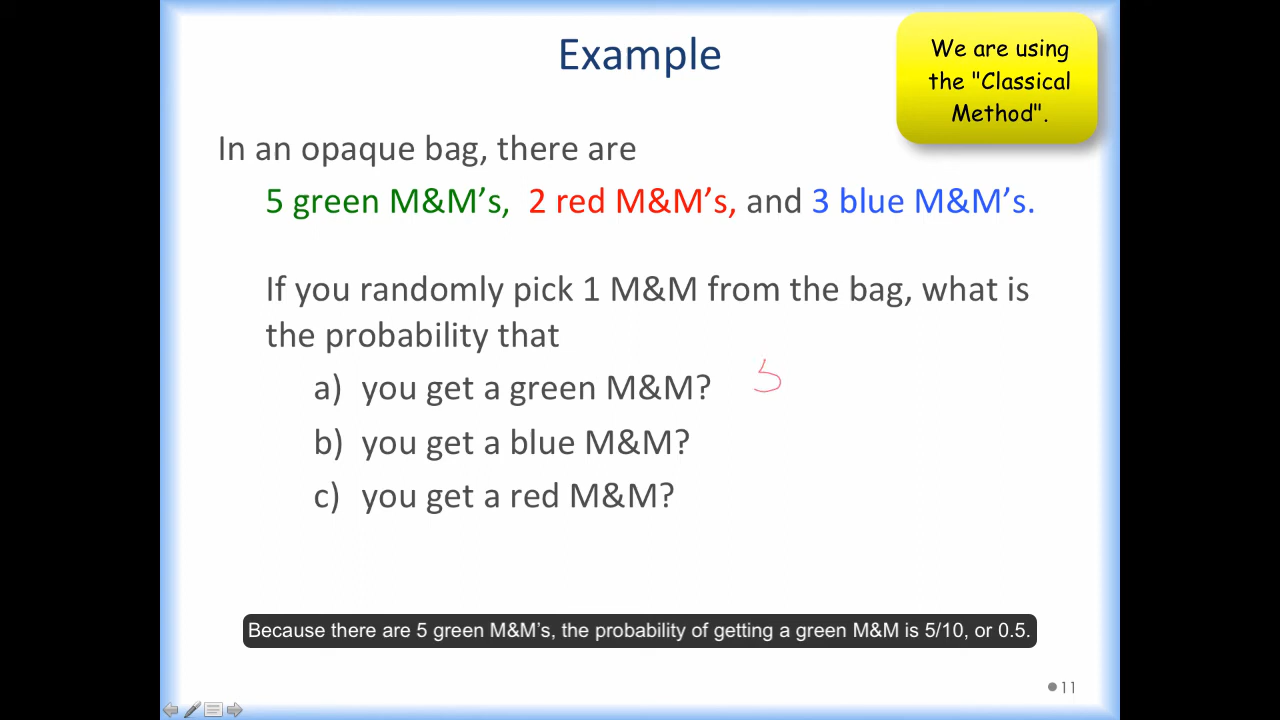 Example
We are using
the "Classical
Method".
In an opaque bag, there are
5 green M&M’s, 2 red M&M’s, and 3 blue M&M’s.
If you randomly pick 1 M&M from the bag, what is
the probability that
a) you get a green M&M? 5
b) you get a blue M&M?
c) you get a red M&M?
Because there are 5 green M&M’s, the probability of getting a green M&M is 5/10, or 0.5.
11